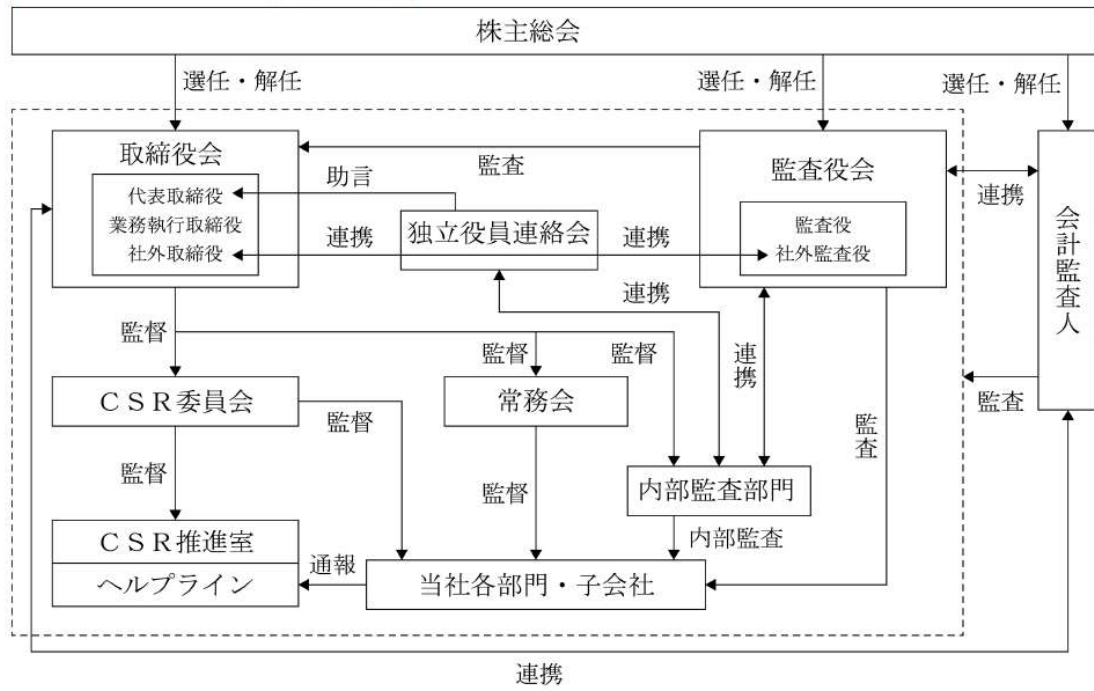 株主総会
選任・解任
選任・解任
選任・解任
取締役会
代表取締役
業務執行取締役
社外取締役
監査
助言
連携
独立役員連絡会
連携
監査役会
監査役
社外監査役
連携
会計監査人
連携
監督
監督
監督
連携
監査
CSR委員会
監督
常務会
監査
監督
監督
内部監査部門
内部監査
CSR推進室
ヘルプライン
通報
当社各部門・子会社
連携